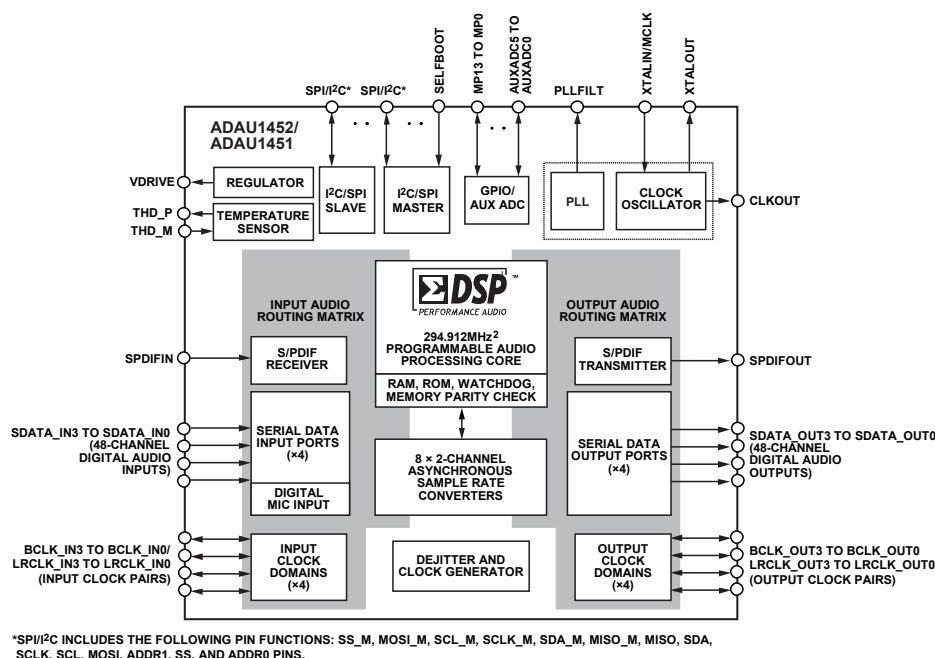 SPI/I²C*
SPI/I²C*
SELFBOOT
MP13 TO MP0
AUXADC5 TO
AUXADC0
PLLFILT
XTALIN/MCLK
XTALOUT
ADAU1452/
ADAU1451
VDRIVE
REGULATOR
THD_P
THD_M
TEMPERATURE
SENSOR
I²C/SPI
SLAVE
I²C/SPI
MASTER
GPIO/
AUX ADC
PLL
CLOCK
OSCILLATOR
CLKOUT
INPUT AUDIO
ROUTING MATRIX
ΣDSP™
PERFORMANCE AUDIO
294.912MHz²
PROGRAMMABLE AUDIO
PROCESSING CORE
RAM, ROM, WATCHDOG,
MEMORY PARITY CHECK
OUTPUT AUDIO
ROUTING MATRIX
SPDIFIN
S/PDIF
RECEIVER
S/PDIF
TRANSMITTER
SPDIFOUT
SDATA_IN3 TO SDATA_IN0
(48-CHANNEL
DIGITAL AUDIO
INPUTS)
SERIAL DATA
INPUT PORTS
(×4)
DIGITAL
MIC INPUT
8 × 2-CHANNEL
ASYNCHRONOUS
SAMPLE RATE
CONVERTERS
SERIAL DATA
OUTPUT PORTS
(×4)
SDATA_OUT3 TO SDATA_OUT0
(48-CHANNEL
DIGITAL AUDIO
OUTPUTS)
BCLK_IN3 TO BCLK_IN0/
LRCLK_IN3 TO LRCLK_IN0
(INPUT CLOCK PAIRS)
INPUT
CLOCK
DOMAINS
(×4)
DEJITTER AND
CLOCK GENERATOR
OUTPUT
CLOCK
DOMAINS
(×4)
BCLK_OUT3 TO BCLK_OUT0
LRCLK_OUT3 TO LRCLK_OUT0
(OUTPUT CLOCK PAIRS)
*SPI/I²C INCLUDES THE FOLLOWING PIN FUNCTIONS: SS_M, MOSI_M, SCL_M, SCLK_M, SDA_M, MISO_M, MISO, SDA,
SCLK, SCL, MOSI, ADDR1, SS, AND ADDR0 PINS.